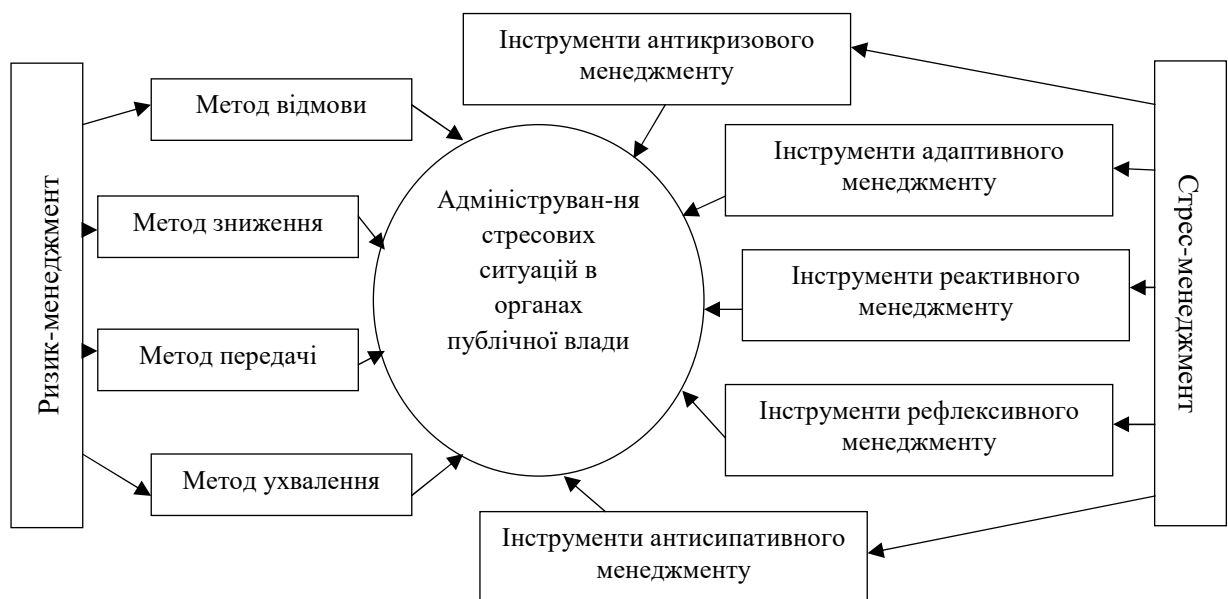 Ризик-менеджмент
Метод відмови
Метод зниження
Метод передачі
Метод ухвалення
Адмініструван-ня
стресових
ситуацій в
органах
публічної влади
Інструменти антикризового
менеджменту
Інструменти адаптивного
менеджменту
Інструменти реактивного
менеджменту
Інструменти рефлексивного
менеджменту
Інструменти антисипативного
менеджменту
Стрес-менеджмент